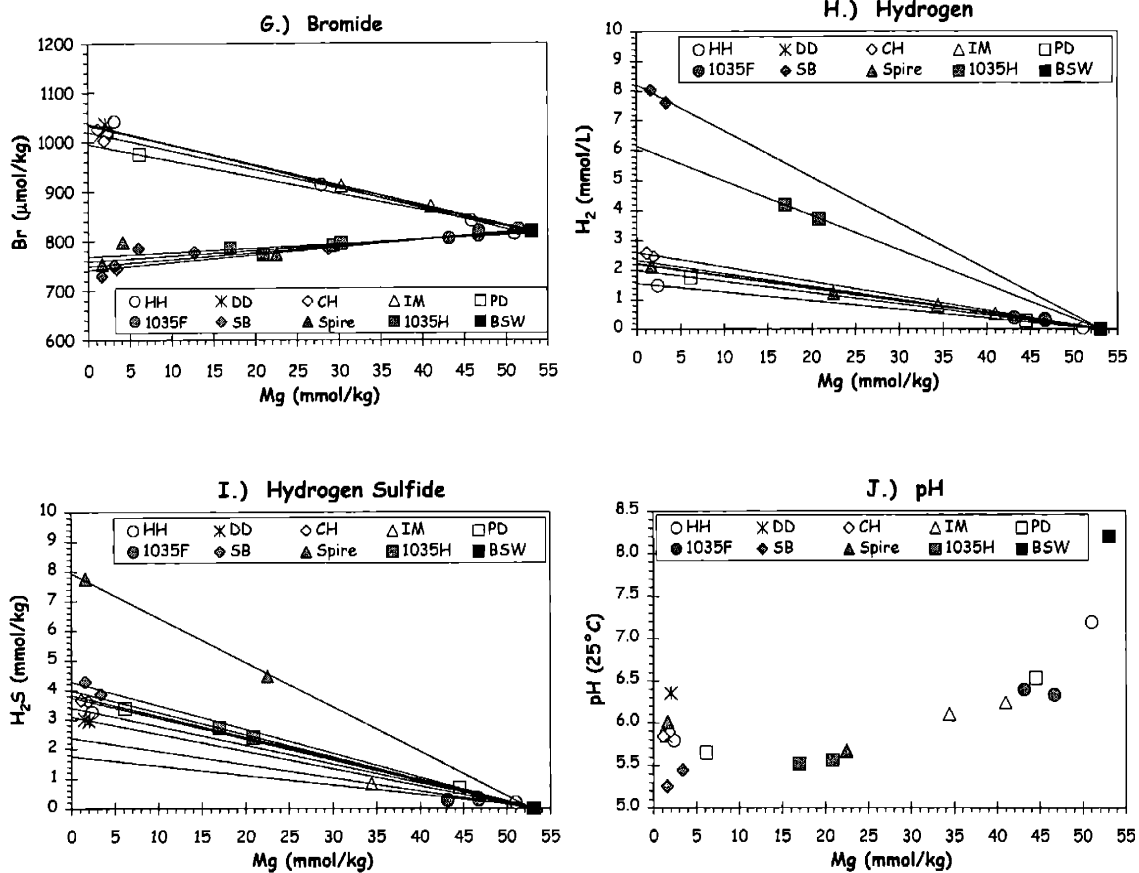 G.) Bromide
1200
1100
1000
900
800
700
600
Br (µmol/kg)
HH DD CH IM PD
1035F SB Spire 1035H BSW
0 5 10 15 20 25 30 35 40 45 50 55
Mg (mmol/kg)
H.) Hydrogen
10
9
8
7
6
5
4
3
2
1
0
H₂ (mmol/L)
HH DD CH IM PD
1035F SB Spire 1035H BSW
0 5 10 15 20 25 30 35 40 45 50 55
Mg (mmol/kg)
I.) Hydrogen Sulfide
10
9
8
7
6
5
4
3
2
1
0
H₂S (mmol/kg)
HH DD CH IM PD
1035F SB Spire 1035H BSW
0 5 10 15 20 25 30 35 40 45 50 55
Mg (mmol/kg)
J.) pH
8.5
8.0
7.5
7.0
6.5
6.0
5.5
5.0
pH (25°C)
HH DD CH IM PD
1035F SB Spire 1035H BSW
0 5 10 15 20 25 30 35 40 45 50 55
Mg (mmol/kg)